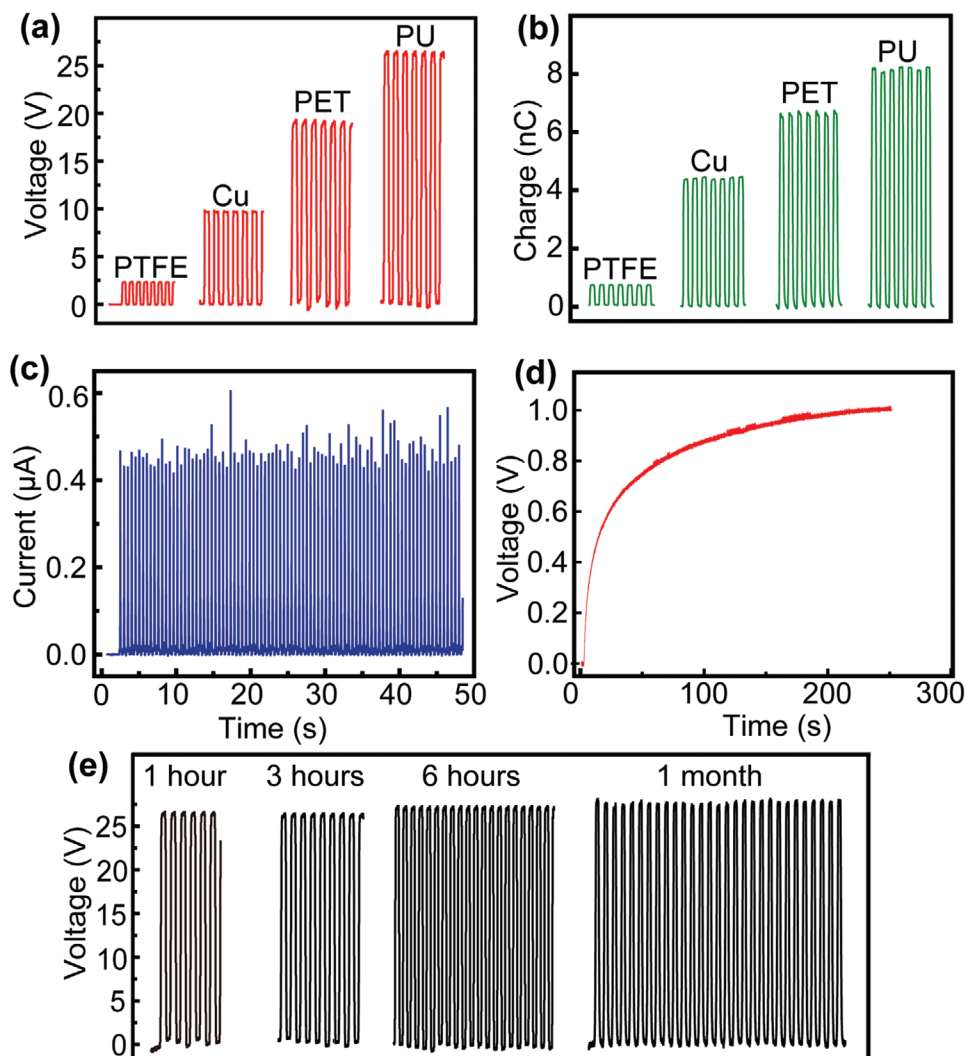 (a)
Voltage (V)
25
20
15
10
5
0
PTFE
Cu
PET
PU
(b)
Charge (nC)
8
6
4
2
0
PTFE
Cu
PET
PU
(c)
Current (μA)
0.6
0.4
0.2
0.0
0 10 20 30 40 50
Time (s)
(d)
Voltage (V)
1.0
0.8
0.6
0.4
0.2
0.0
0 100 200 300
Time (s)
(e)
1 hour 3 hours 6 hours 1 month
Voltage (V)
25
20
15
10
5
0